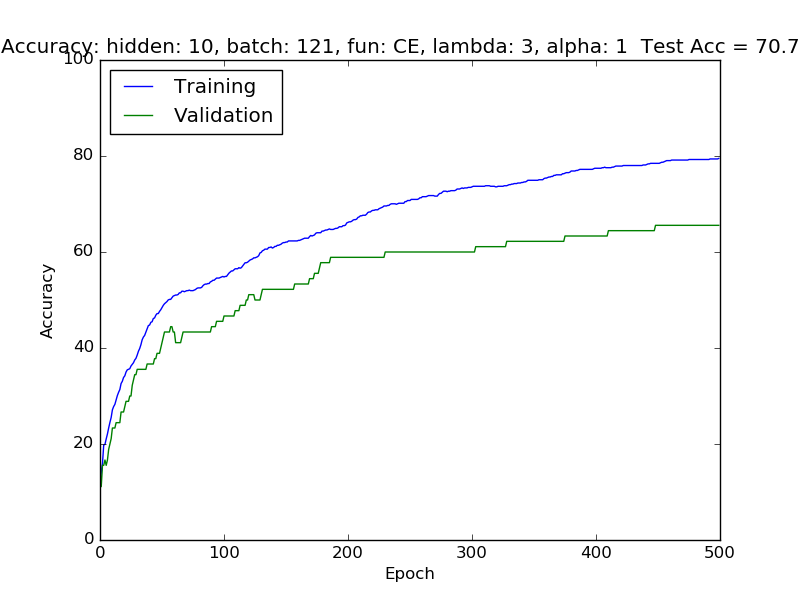 Accuracy: hidden: 10, batch: 121, fun: CE, lambda: 3, alpha: 1  Test Acc = 70.7
100
80
60
40
20
0
Training
Validation
Accuracy
0 100 200 300 400 500
Epoch